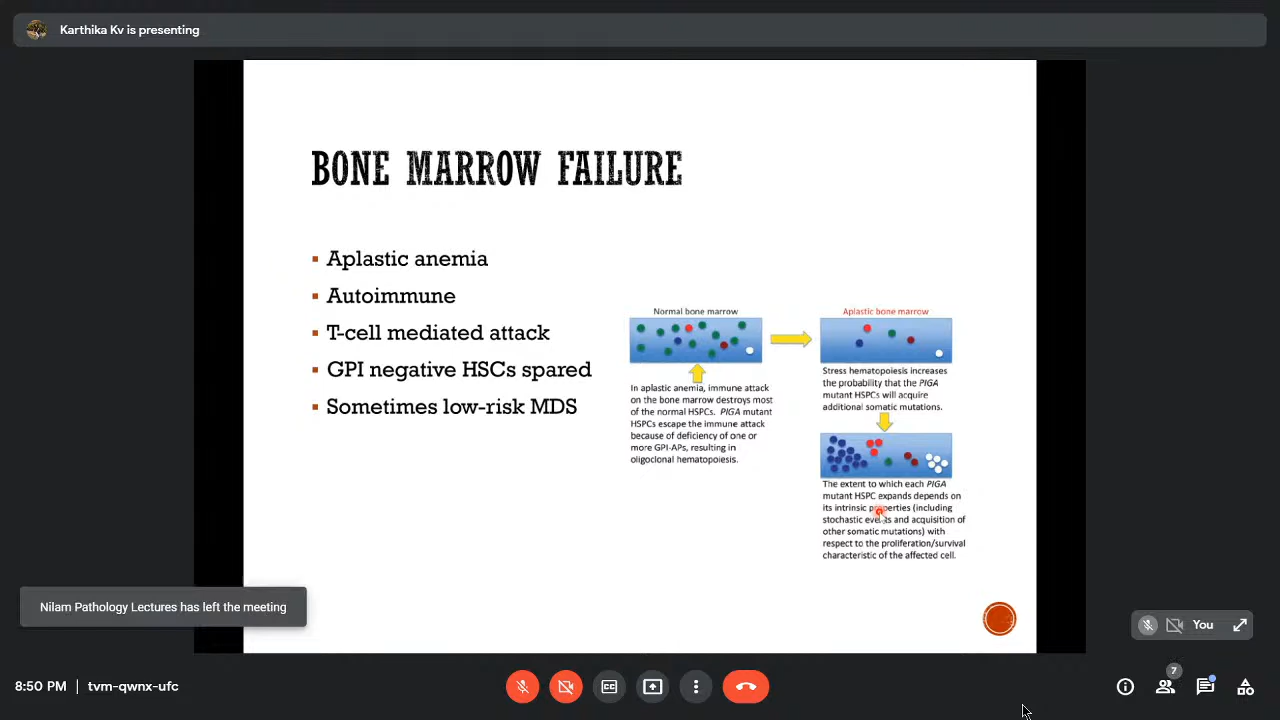 Karthika Kv is presenting
BONE MARROW FAILURE
▪ Aplastic anemia
▪ Autoimmune
▪ T-cell mediated attack
▪ GPI negative HSCs spared
▪ Sometimes low-risk MDS
Normal bone marrow
In aplastic anemia, immune attack
on the bone marrow destroys most
of the normal HSPCs. PIGA mutant
HSPCs escape the immune attack
because of deficiency of one or
more GPI-APs, resulting in
oligoclonal hematopoiesis.
Aplastic bone marrow
Stress hematopoiesis increases
the probability that the PIGA
mutant HSPCs will acquire
additional somatic mutations.
The extent to which each PIGA
mutant HSPC expands depends on
its intrinsic properties (including
stochastic events and acquisition of
other somatic mutations) with
respect to the proliferation/survival
characteristic of the affected cell.
Nilam Pathology Lectures has left the meeting
You
8:50 PM | tvm-qwnx-ufc
CC
7